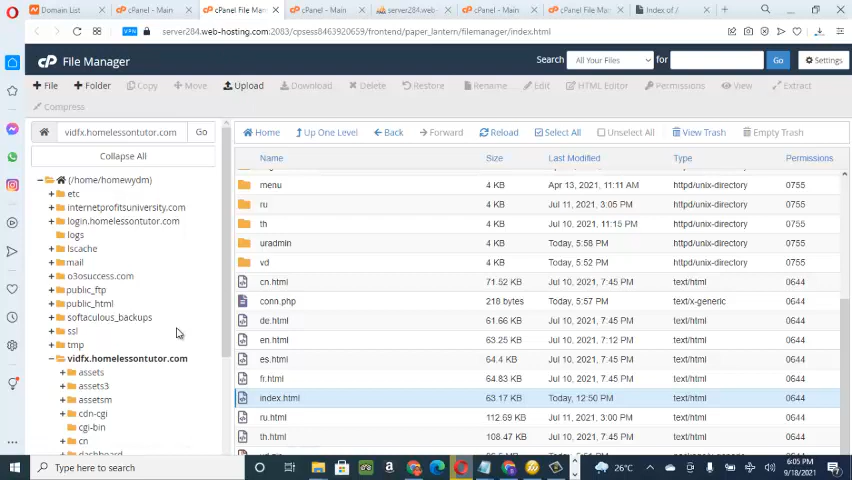 Domain List
cPanel - Main
cPanel File Mana
cPanel - Main
server284.web-
cPanel - Main
cPanel File Man
Index of /
server284.web-hosting.com:2083/cpsess8463920659/frontend/paper_lantern/filemanager/index.html
VPN
cP File Manager
Search All Your Files for Go Settings
File Folder Copy Move Upload Download Delete Restore Rename Edit HTML Editor Permissions View Extract
Compress
vidfx.homelessontutor.com Go
Home Up One Level Back Forward Reload Select All Unselect All View Trash Empty Trash
Collapse All
(/home/homewydm)
etc
internetprofitsuniversity.com
login.homelessontutor.com
logs
lscache
mail
o3osuccess.com
public_ftp
public_html
softaculous_backups
ssl
tmp
vidfx.homelessontutor.com
assets
assets3
assetsm
cdn-cgi
cgi-bin
cn
dashboard
Name Size Last Modified Type Permissions
menu 4 KB Apr 13, 2021, 11:11 AM httpd/unix-directory 0755
ru 4 KB Jul 11, 2021, 3:05 PM httpd/unix-directory 0755
th 4 KB Jul 10, 2021, 11:15 PM httpd/unix-directory 0755
uradmin 4 KB Today, 5:58 PM httpd/unix-directory 0755
vd 4 KB Today, 5:52 PM httpd/unix-directory 0755
cn.html 71.52 KB Jul 10, 2021, 7:45 PM text/html 0644
conn.php 218 bytes Today, 5:57 PM text/x-generic 0644
de.html 61.66 KB Jul 10, 2021, 7:45 PM text/html 0644
en.html 63.25 KB Jul 10, 2021, 7:12 PM text/html 0644
es.html 64.4 KB Jul 10, 2021, 7:45 PM text/html 0644
fr.html 64.83 KB Jul 10, 2021, 7:45 PM text/html 0644
index.html 63.17 KB Today, 12:50 PM text/html 0644
ru.html 112.69 KB Jul 11, 2021, 3:00 PM text/html 0644
th.html 108.47 KB Jul 10, 2021, 7:45 PM text/html 0644
Type here to search
26°C
6:05 PM
9/18/2021